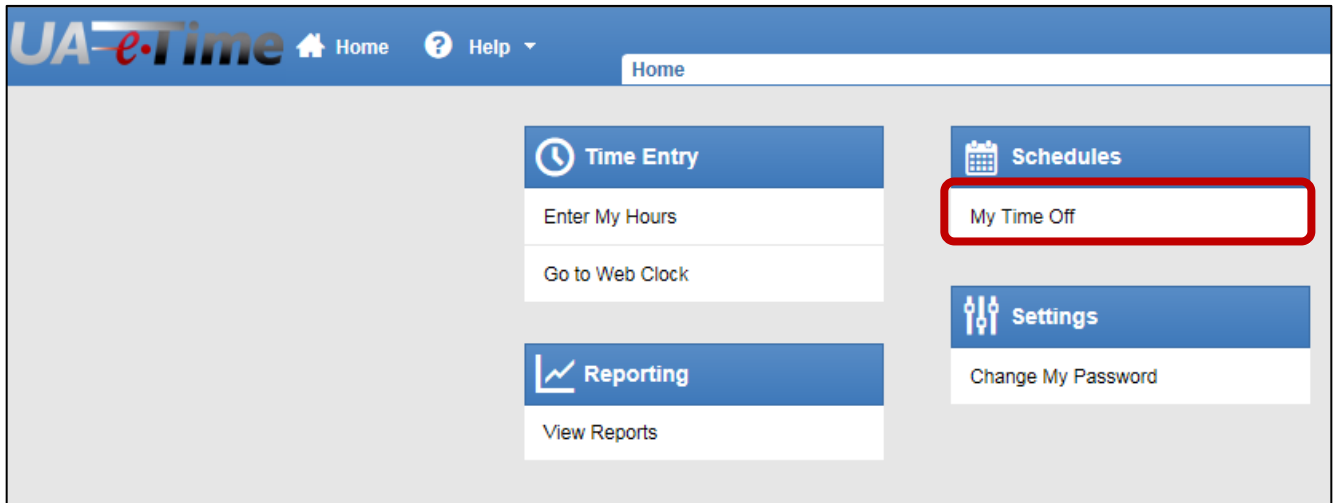 UA-e•Time Home Help
Home
Time Entry
Enter My Hours
Go to Web Clock
Reporting
View Reports
Schedules
My Time Off
Settings
Change My Password